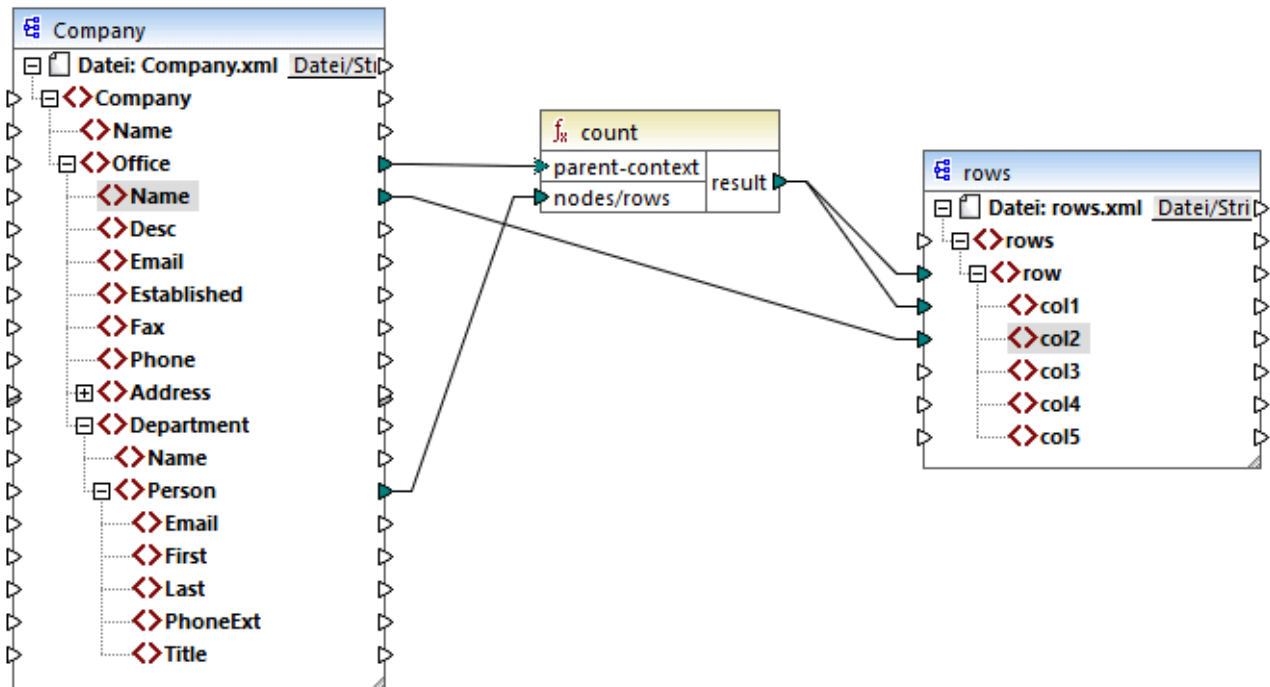 Company
Datei: Company.xml Datei/Stri
Company
Name
Office
Name
Desc
Email
Established
Fax
Phone
Address
Department
Name
Person
Email
First
Last
PhoneExt
Title
fx count
parent-context
nodes/rows
result
rows
Datei: rows.xml Datei/Stri
rows
row
col1
col2
col3
col4
col5